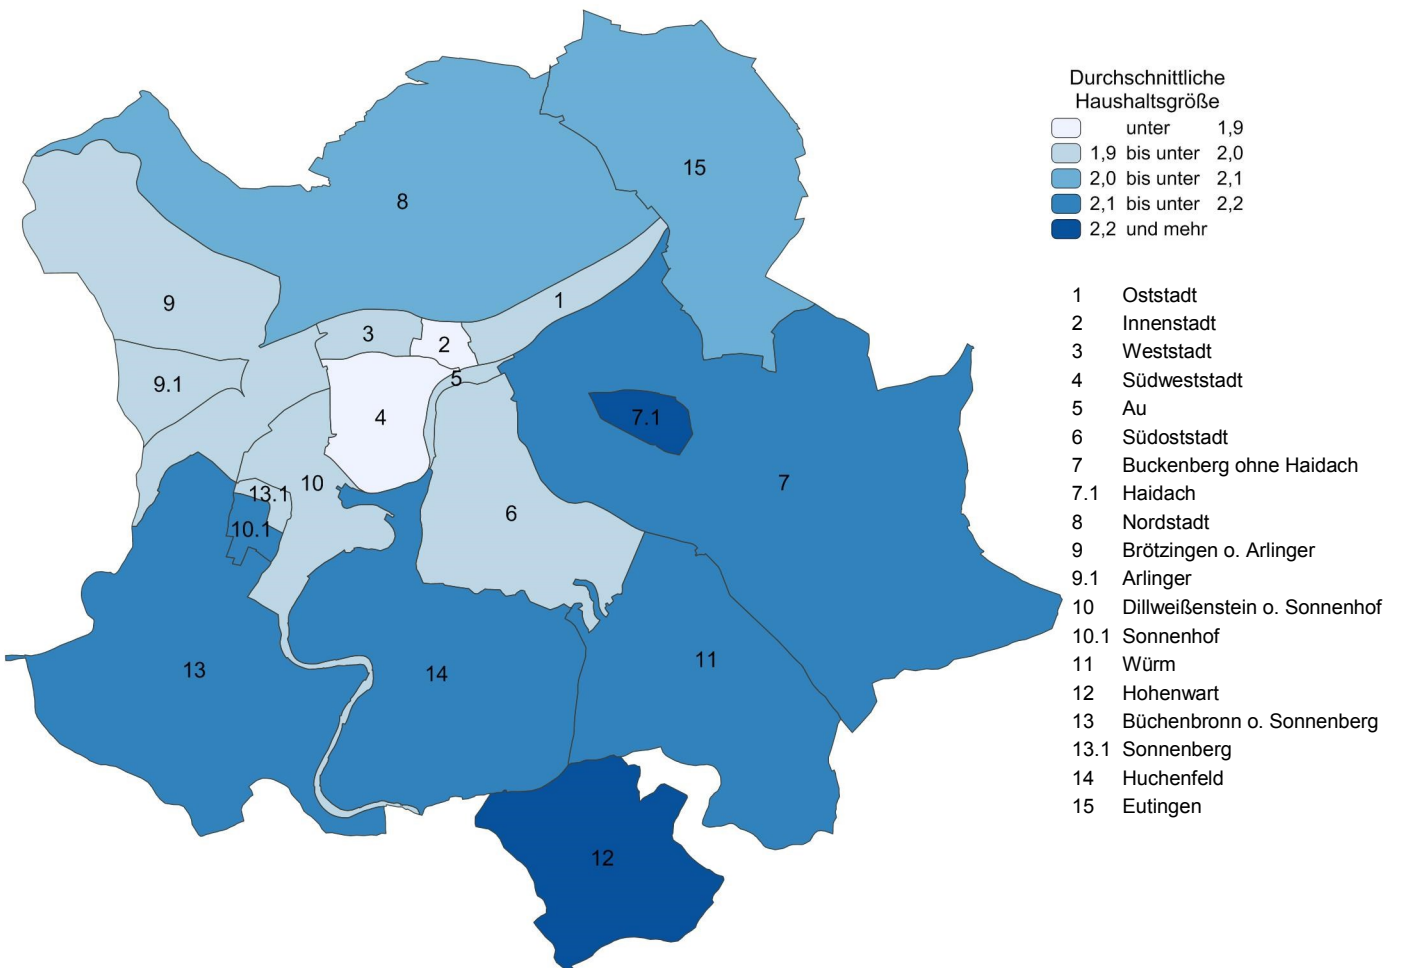 Durchschnittliche
Haushaltsgröße
unter 1,9
1,9 bis unter 2,0
2,0 bis unter 2,1
2,1 bis unter 2,2
2,2 und mehr
1 Oststadt
2 Innenstadt
3 Weststadt
4 Südweststadt
5 Au
6 Südoststadt
7 Buckenberg ohne Haidach
7.1 Haidach
8 Nordstadt
9 Brötzingen o. Arlinger
9.1 Arlinger
10 Dillweißenstein o. Sonnenhof
10.1 Sonnenhof
11 Würm
12 Hohenwart
13 Büchenbronn o. Sonnenberg
13.1 Sonnenberg
14 Huchenfeld
15 Eutingen
15
8
1
9
3
2
5
9.1
4
7.1
10
7
13.1
6
10.1
11
13
14
12